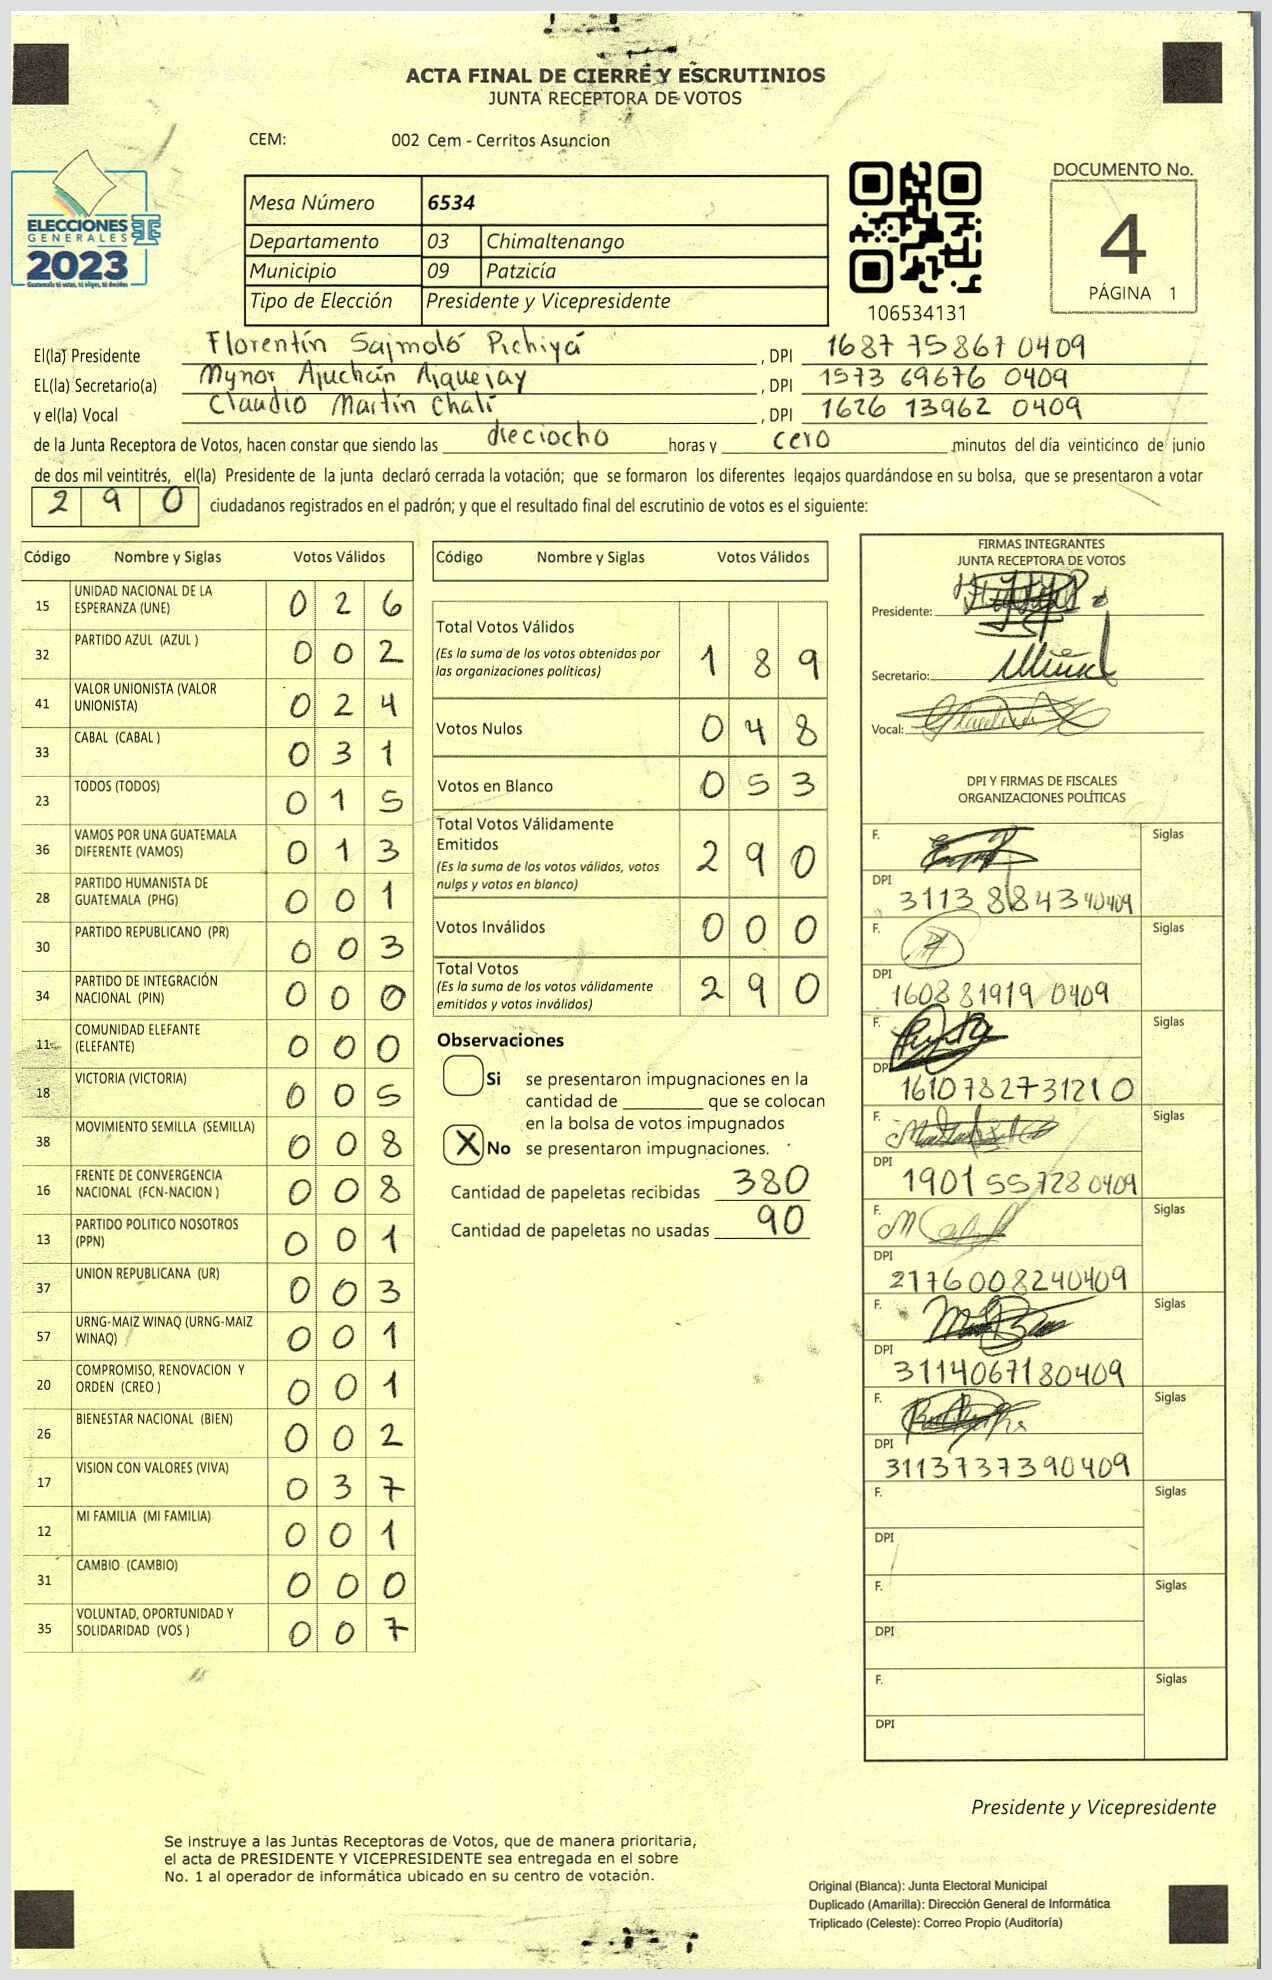 ACTA FINAL DE CIERRE Y ESCRUTINIOS
JUNTA RECEPTORA DE VOTOS
CEM: 002 Cem - Cerritos Asuncion
ELECCIONES
GENERALES
2023
Guatemala tú votas, tú eliges, tú decides
Mesa Número 6534
Departamento 03 Chimaltenango
Municipio 09 Patzicía
Tipo de Elección Presidente y Vicepresidente
106534131
DOCUMENTO No.
4
PÁGINA 1
El(la) Presidente Florentín Sajmoló Pichiyá , DPI 1687 75867 0409
EL(la) Secretario(a) Mynor Ajuchán Aiquejay , DPI 1573 69676 0409
y el(la) Vocal Claudio Martín Chalí , DPI 1626 13962 0409
de la Junta Receptora de Votos, hacen constar que siendo las dieciocho horas y cero minutos del día veinticinco de junio
de dos mil veintitrés, el(la) Presidente de la junta declaró cerrada la votación; que se formaron los diferentes legajos guardándose en su bolsa, que se presentaron a votar
2 9 0 ciudadanos registrados en el padrón; y que el resultado final del escrutinio de votos es el siguiente:
Código Nombre y Siglas Votos Válidos
15 UNIDAD NACIONAL DE LA ESPERANZA (UNE) 0 2 6
32 PARTIDO AZUL (AZUL ) 0 0 2
41 VALOR UNIONISTA (VALOR UNIONISTA) 0 2 4
33 CABAL (CABAL ) 0 3 1
23 TODOS (TODOS) 0 1 5
36 VAMOS POR UNA GUATEMALA DIFERENTE (VAMOS) 0 1 3
28 PARTIDO HUMANISTA DE GUATEMALA (PHG) 0 0 1
30 PARTIDO REPUBLICANO (PR) 0 0 3
34 PARTIDO DE INTEGRACIÓN NACIONAL (PIN) 0 0 0
11 COMUNIDAD ELEFANTE (ELEFANTE) 0 0 0
18 VICTORIA (VICTORIA) 0 0 5
38 MOVIMIENTO SEMILLA (SEMILLA) 0 0 8
16 FRENTE DE CONVERGENCIA NACIONAL (FCN-NACION ) 0 0 8
13 PARTIDO POLITICO NOSOTROS (PPN) 0 0 1
37 UNION REPUBLICANA (UR) 0 0 3
57 URNG-MAIZ WINAQ (URNG-MAIZ WINAQ) 0 0 1
20 COMPROMISO, RENOVACION Y ORDEN (CREO ) 0 0 1
26 BIENESTAR NACIONAL (BIEN) 0 0 2
17 VISION CON VALORES (VIVA) 0 3 7
12 MI FAMILIA (MI FAMILIA) 0 0 1
31 CAMBIO (CAMBIO) 0 0 0
35 VOLUNTAD, OPORTUNIDAD Y SOLIDARIDAD (VOS ) 0 0 7
Código Nombre y Siglas Votos Válidos
Total Votos Válidos
(Es la suma de los votos obtenidos por las organizaciones políticas) 1 8 9
Votos Nulos 0 4 8
Votos en Blanco 0 5 3
Total Votos Válidamente Emitidos
(Es la suma de los votos válidos, votos nulos y votos en blanco) 2 9 0
Votos Inválidos 0 0 0
Total Votos
(Es la suma de los votos válidamente emitidos y votos inválidos) 2 9 0
Observaciones
Si se presentaron impugnaciones en la
cantidad de ________ que se colocan
en la bolsa de votos impugnados
X No se presentaron impugnaciones.
Cantidad de papeletas recibidas 380
Cantidad de papeletas no usadas 90
FIRMAS INTEGRANTES
JUNTA RECEPTORA DE VOTOS
Presidente:
Secretario:
Vocal:
DPI Y FIRMAS DE FISCALES
ORGANIZACIONES POLÍTICAS
F. Siglas
DPI 3113 8843 40409
F. Siglas
DPI 1608 81919 0409
F. Siglas
DPI 1610782731210
F. Siglas
DPI 1901 55728 0409
F. Siglas
DPI 2176008240409
F. Siglas
DPI 3114067180409
F. Siglas
DPI 3113737390409
F. Siglas
DPI
F. Siglas
DPI
F. Siglas
DPI
Presidente y Vicepresidente
Se instruye a las Juntas Receptoras de Votos, que de manera prioritaria,
el acta de PRESIDENTE Y VICEPRESIDENTE sea entregada en el sobre
No. 1 al operador de informática ubicado en su centro de votación.
Original (Blanca): Junta Electoral Municipal
Duplicado (Amarilla): Dirección General de Informática
Triplicado (Celeste): Correo Propio (Auditoría)